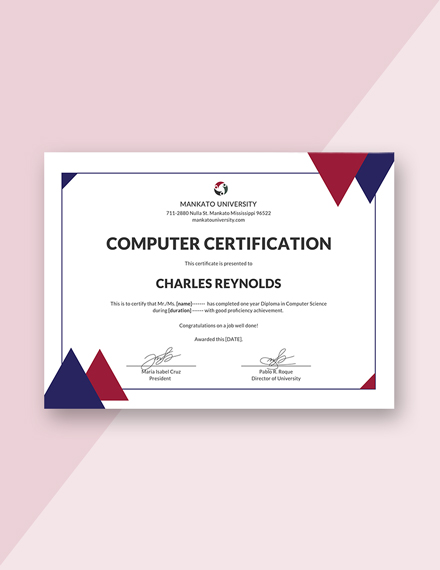 MANKATO UNIVERSITY
711-2880 Nulla St. Mankato Mississippi 96522
mankatouniversity.com
COMPUTER CERTIFICATION
This certificate is presented to
CHARLES REYNOLDS
This is to certify that Mr./Ms. [name]------ has completed one year Diploma in Computer Science
during [duration]------ with good proficiency achievement.
Congratulations on a job well done!
Awarded this [DATE].
Maria Isabel Cruz
President
Pablo R. Roque
Director of University